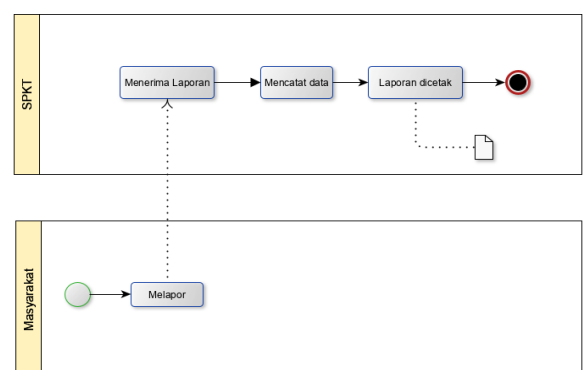 SPKT
Menerima Laporan
Mencatat data
Laporan dicetak
Masyarakat
Melapor